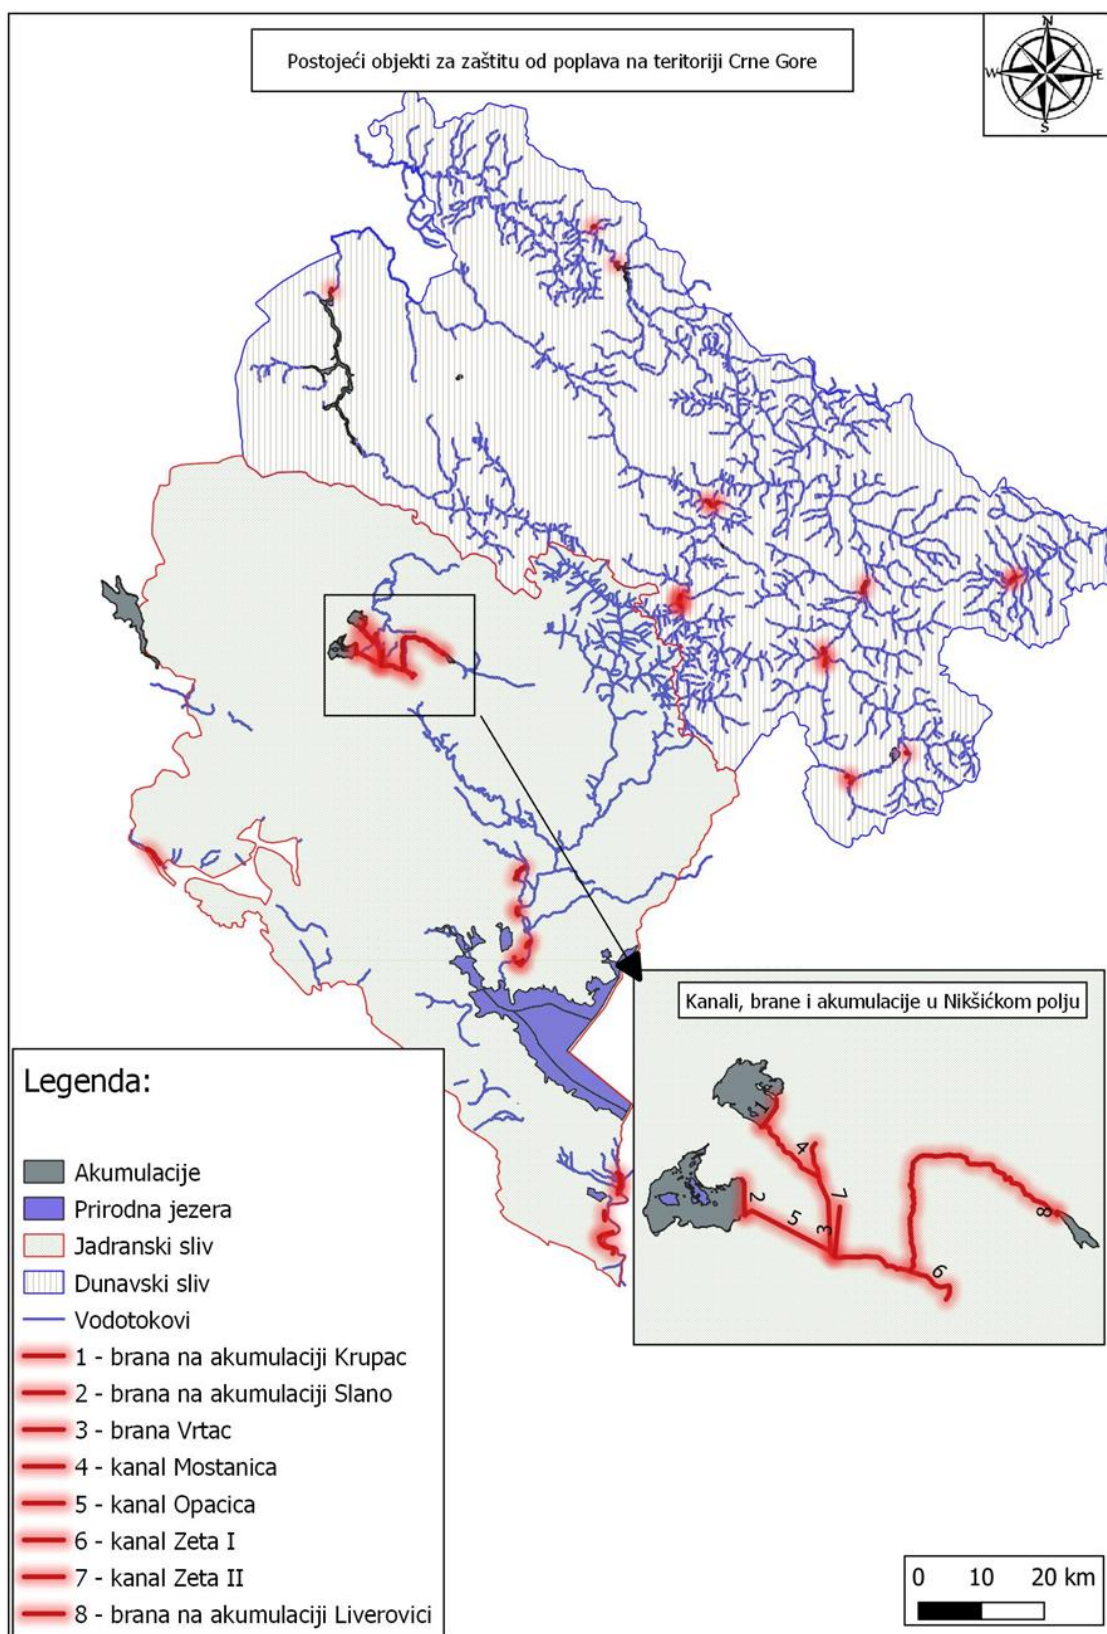 Postojeći objekti za zaštitu od poplava na teritoriji Crne Gore
N
W
E
S
Kanali, brane i akumulacije u Nikšićkom polju
1
4
2
7
5
3
8
6
Legenda:
Akumulacije
Prirodna jezera
Jadranski sliv
Dunavski sliv
Vodotokovi
1 - brana na akumulaciji Krupac
2 - brana na akumulaciji Slano
3 - brana Vrtac
4 - kanal Mostanica
5 - kanal Opacica
6 - kanal Zeta I
7 - kanal Zeta II
8 - brana na akumulaciji Liverovici
0 10 20 km